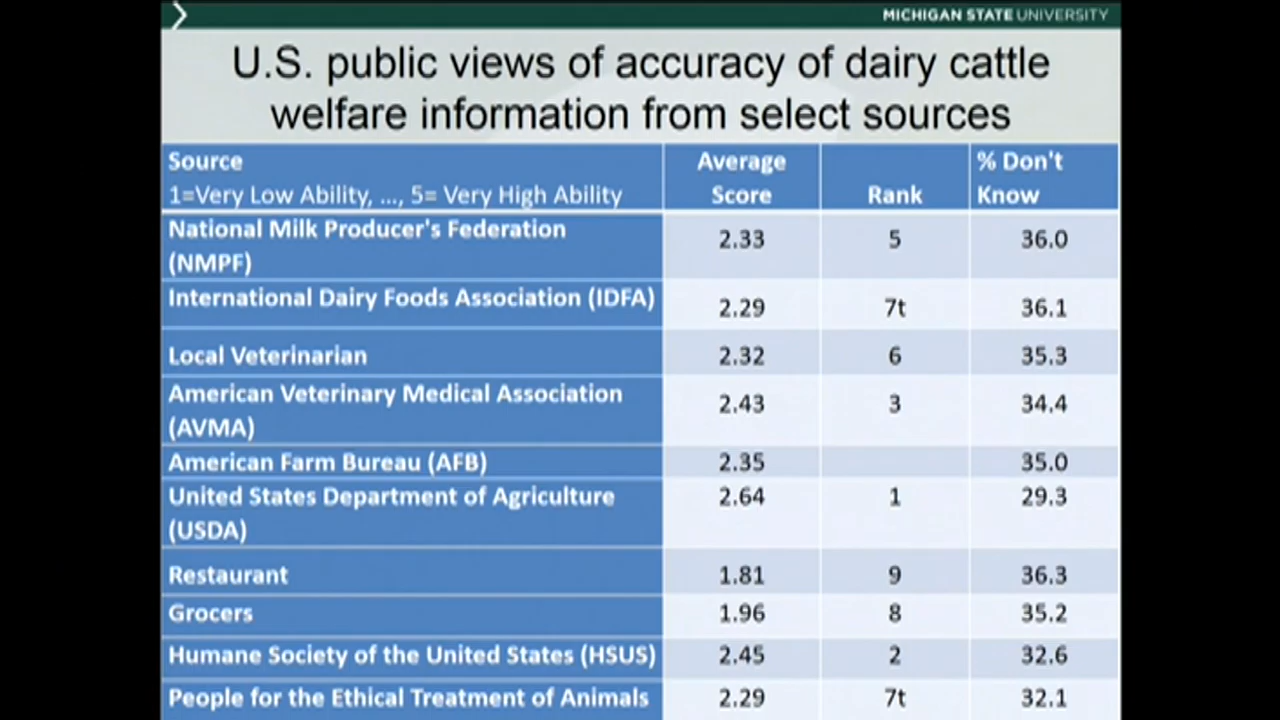 MICHIGAN STATE UNIVERSITY
U.S. public views of accuracy of dairy cattle
welfare information from select sources
Source
1=Very Low Ability, ..., 5= Very High Ability
Average
Score
Rank
% Don't
Know
National Milk Producer's Federation
(NMPF)
2.33
5
36.0
International Dairy Foods Association (IDFA)
2.29
7t
36.1
Local Veterinarian
2.32
6
35.3
American Veterinary Medical Association
(AVMA)
2.43
3
34.4
American Farm Bureau (AFB)
2.35
35.0
United States Department of Agriculture
(USDA)
2.64
1
29.3
Restaurant
1.81
9
36.3
Grocers
1.96
8
35.2
Humane Society of the United States (HSUS)
2.45
2
32.6
People for the Ethical Treatment of Animals
2.29
7t
32.1